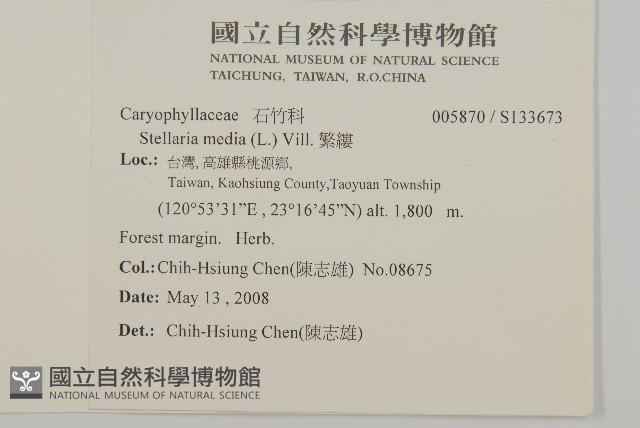 國立自然科學博物館
NATIONAL MUSEUM OF NATURAL SCIENCE
TAICHUNG, TAIWAN, R.O.CHINA
Caryophyllaceae 石竹科 005870 / S133673
Stellaria media (L.) Vill. 繁縷
Loc.: 台灣, 高雄縣桃源鄉,
Taiwan, Kaohsiung County,Taoyuan Township
(120°53’31”E , 23°16’45”N) alt. 1,800 m.
Forest margin. Herb.
Col.: Chih-Hsiung Chen(陳志雄) No.08675
Date: May 13 , 2008
Det.: Chih-Hsiung Chen(陳志雄)
國立自然科學博物館
NATIONAL MUSEUM OF NATURAL SCIENCE